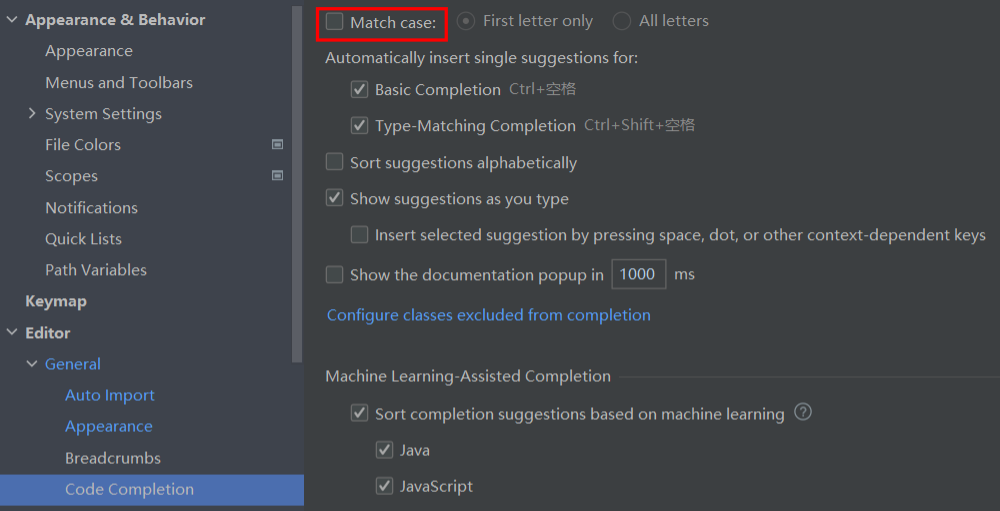 Appearance & Behavior
Appearance
Menus and Toolbars
System Settings
File Colors
Scopes
Notifications
Quick Lists
Path Variables
Keymap
Editor
General
Auto Import
Appearance
Breadcrumbs
Code Completion
Match case: First letter only All letters
Automatically insert single suggestions for:
Basic Completion Ctrl+空格
Type-Matching Completion Ctrl+Shift+空格
Sort suggestions alphabetically
Show suggestions as you type
Insert selected suggestion by pressing space, dot, or other context-dependent keys
Show the documentation popup in 1000 ms
Configure classes excluded from completion
Machine Learning-Assisted Completion
Sort completion suggestions based on machine learning ?
Java
JavaScript